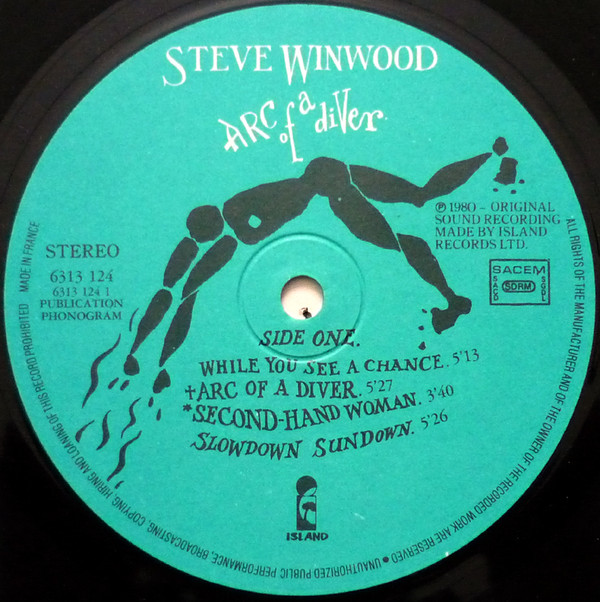 STEVE WINWOOD
ARC of a diver
STEREO
6313 124
6313 124 1
PUBLICATION
PHONOGRAM
℗ 1980 – ORIGINAL
SOUND RECORDING
MADE BY ISLAND
RECORDS LTD.
SACEM
SACD
SDRM
SGDL
SIDE ONE.
WHILE YOU SEE A CHANCE. 5'13
†ARC OF A DIVER. 5'27
*SECOND-HAND WOMAN. 3'40
SLOWDOWN SUNDOWN. 5'26
ISLAND
ALL RIGHTS OF THE MANUFACTURER AND OF THE OWNER OF THE RECORDED WORK ARE RESERVED ● UNAUTHORIZED PUBLIC PERFORMANCE, BROADCASTING, COPYING, HIRING AND LOANING OF THIS RECORD PROHIBITED MADE IN FRANCE